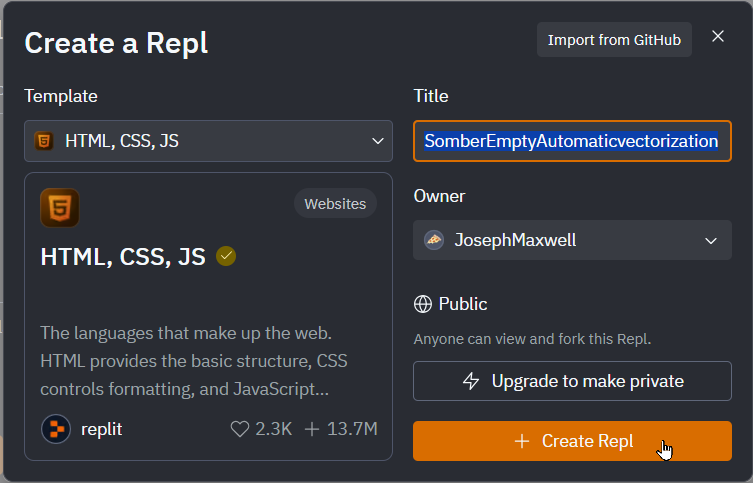 Create a Repl
Import from GitHub
Template
HTML, CSS, JS
Websites
HTML, CSS, JS
The languages that make up the web.
HTML provides the basic structure, CSS
controls formatting, and JavaScript...
replit
2.3K
13.7M
Title
SomberEmptyAutomaticvectorization
Owner
JosephMaxwell
Public
Anyone can view and fork this Repl.
Upgrade to make private
Create Repl